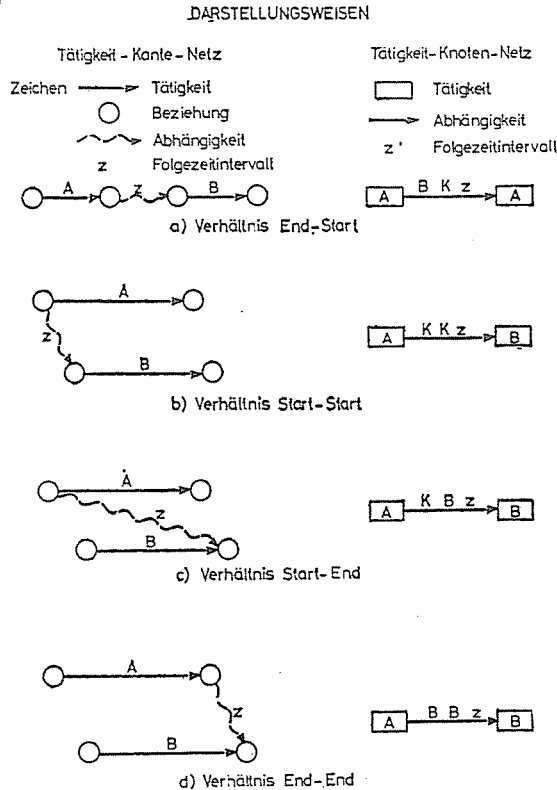 DARSTELLUNGSWEISEN
Tätigkeit-Kante-Netz
Zeichen Tätigkeit
Beziehung
Abhängigkeit
z Folgezeitintervall
Tätigkeit-Knoten-Netz
Tätigkeit
Abhängigkeit
z' Folgezeitintervall
A z B
A B K z A
a) Verhältnis End-Start
A
z
B
A K K z B
b) Verhältnis Start-Start
A
z
B
A K B z B
c) Verhältnis Start-End
A
z
B
A B B z B
d) Verhältnis End-End